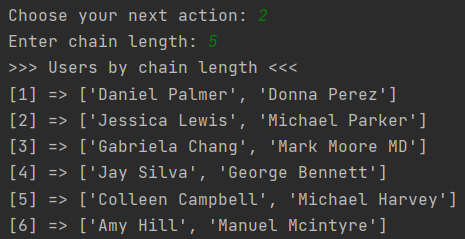 Choose your next action: 2
Enter chain length: 5
>>> Users by chain length <<<
[1] => ['Daniel Palmer', 'Donna Perez']
[2] => ['Jessica Lewis', 'Michael Parker']
[3] => ['Gabriela Chang', 'Mark Moore MD']
[4] => ['Jay Silva', 'George Bennett']
[5] => ['Colleen Campbell', 'Michael Harvey']
[6] => ['Amy Hill', 'Manuel Mcintyre']